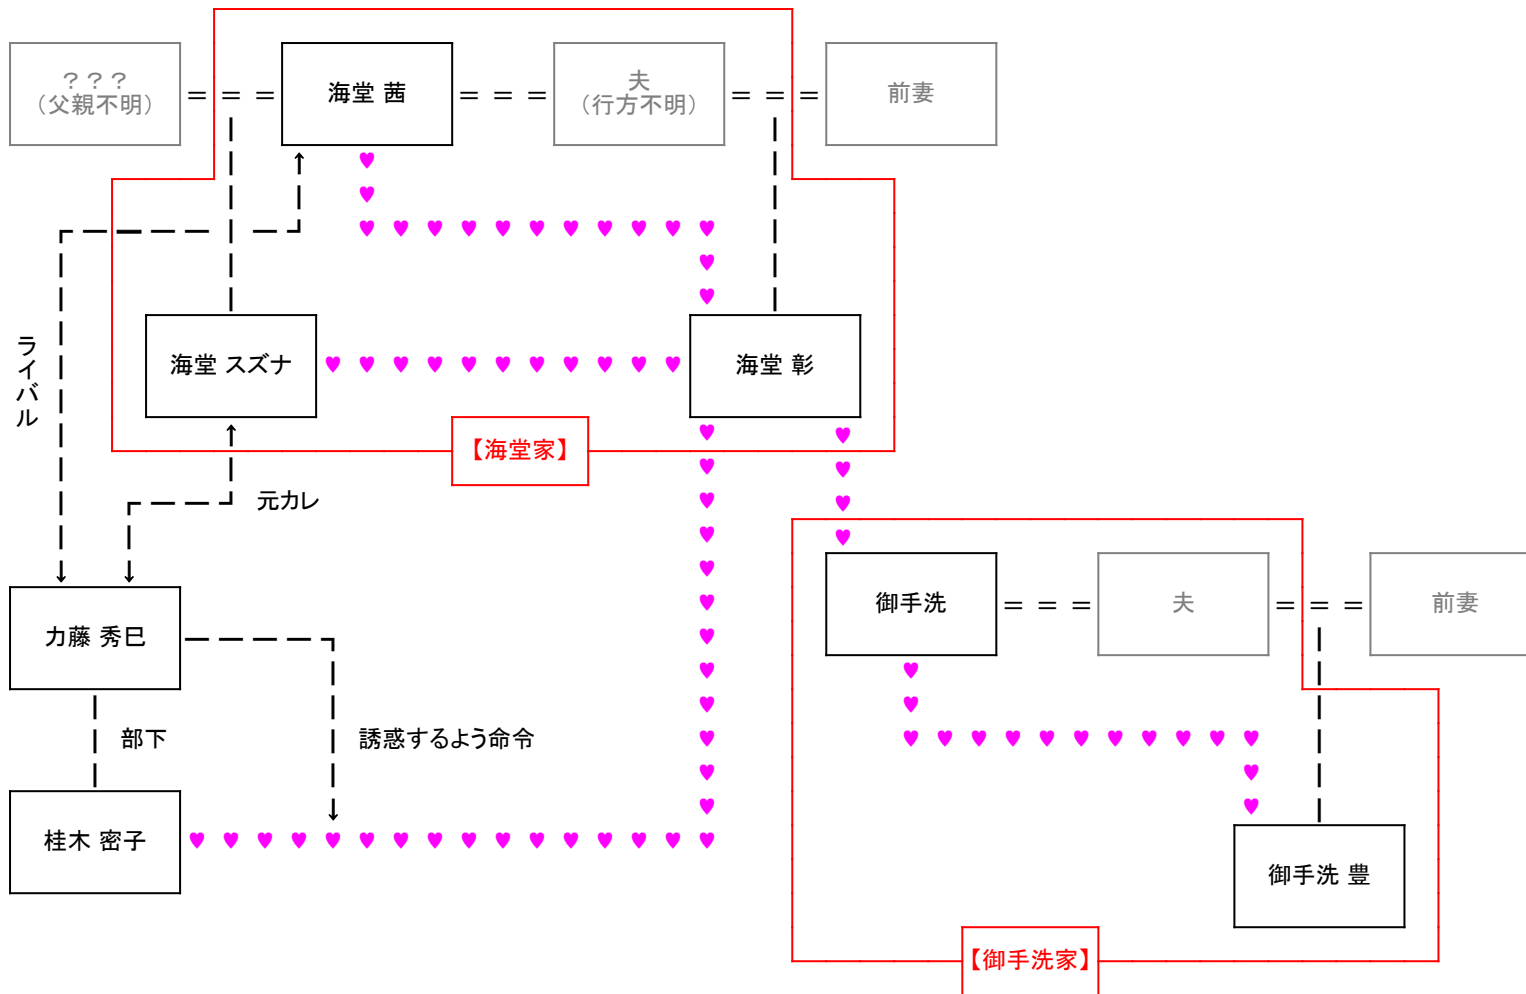 ？？？
（父親不明）
＝ ＝ ＝
海堂 茜
＝ ＝ ＝
夫
（行方不明）
＝ ＝ ＝
前妻
ライバル
海堂 スズナ
海堂 彰
【海堂家】
元カレ
力藤 秀巳
御手洗
＝ ＝ ＝
夫
＝ ＝ ＝
前妻
部下
誘惑するよう命令
桂木 密子
御手洗 豊
【御手洗家】